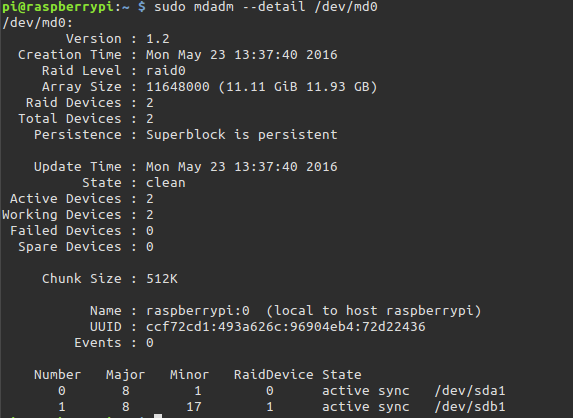 pi@raspberrypi:~ $ sudo mdadm --detail /dev/md0
/dev/md0:
Version : 1.2
Creation Time : Mon May 23 13:37:40 2016
Raid Level : raid0
Array Size : 11648000 (11.11 GiB 11.93 GB)
Raid Devices : 2
Total Devices : 2
Persistence : Superblock is persistent
Update Time : Mon May 23 13:37:40 2016
State : clean
Active Devices : 2
Working Devices : 2
Failed Devices : 0
Spare Devices : 0
Chunk Size : 512K
Name : raspberrypi:0  (local to host raspberrypi)
UUID : ccf72cd1:493a626c:96904eb4:72d22436
Events : 0
Number   Major   Minor   RaidDevice State
0       8        1        0      active sync   /dev/sda1
1       8       17        1      active sync   /dev/sdb1